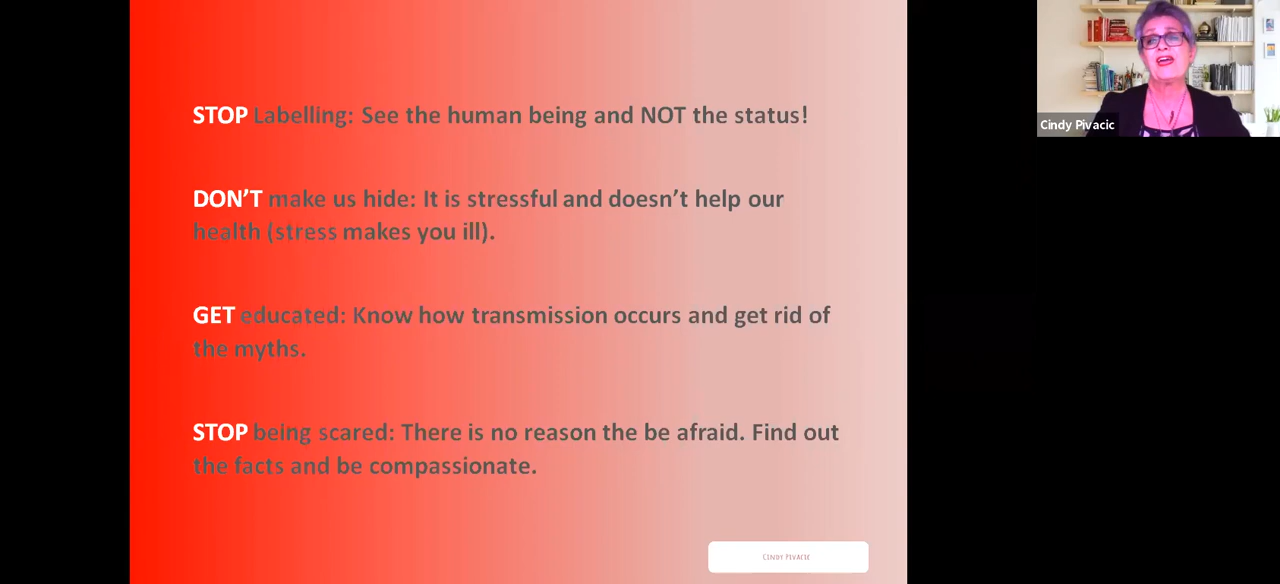 STOP Labelling: See the human being and NOT the status!
DON'T make us hide: It is stressful and doesn't help our
health (stress makes you ill).
GET educated: Know how transmission occurs and get rid of
the myths.
STOP being scared: There is no reason the be afraid. Find out
the facts and be compassionate.
Cindy Pivacic
Cindy Pivacic